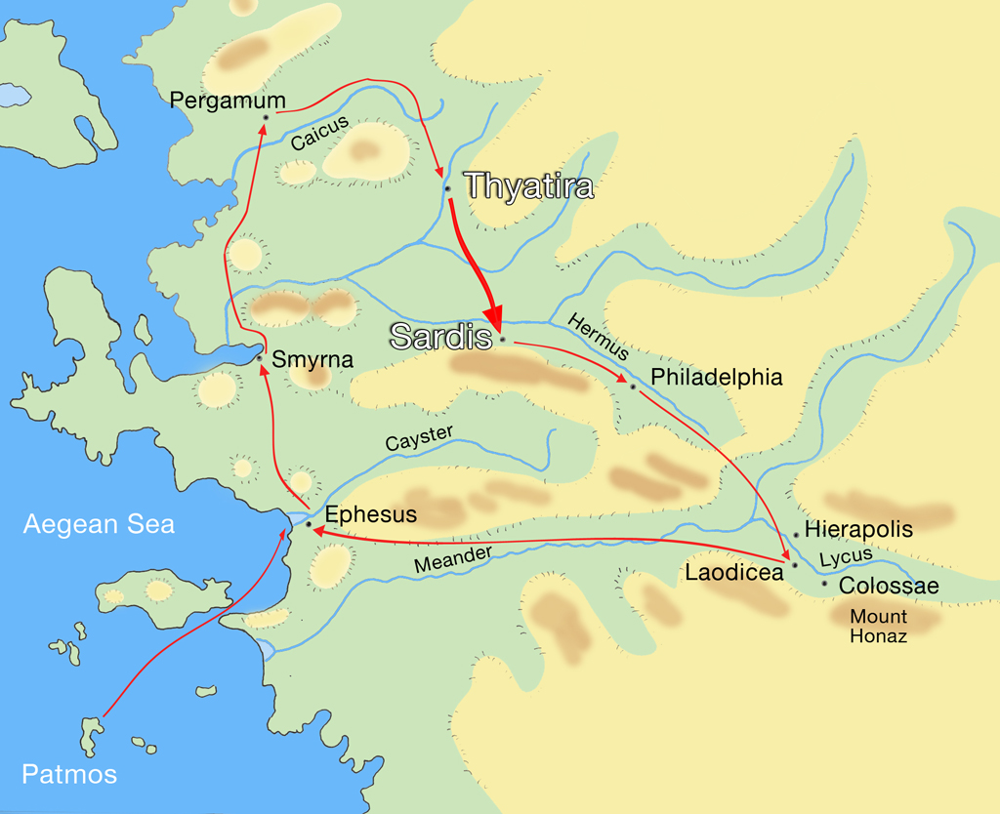 Pergamum
Caicus
Thyatira
Sardis
Hermus
Smyrna
Philadelphia
Cayster
Aegean Sea
Ephesus
Hierapolis
Meander
Laodicea
Lycus
Colossae
Mount
Honaz
Patmos